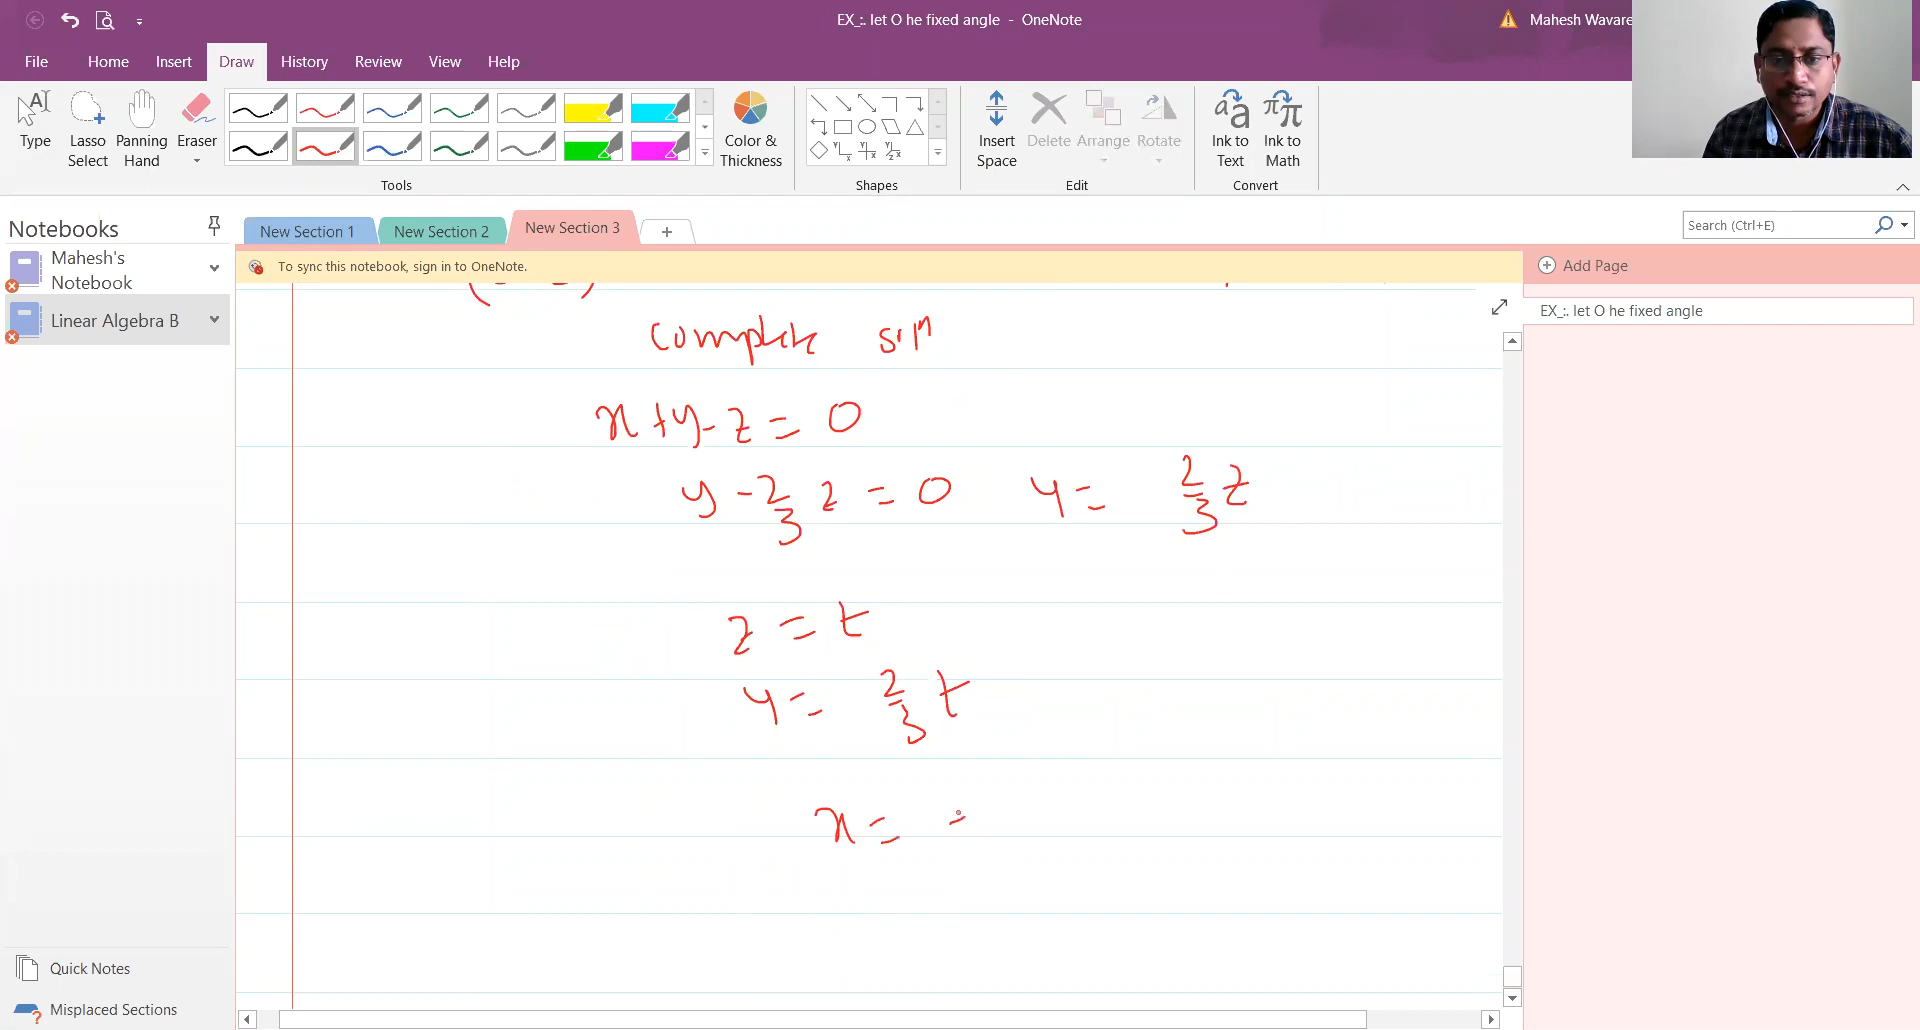 EX_:. let O he fixed angle - OneNote
Mahesh Wavare
File Home Insert Draw History Review View Help
Type
Lasso Select
Panning Hand
Eraser
Color & Thickness
Insert Space
Delete
Arrange
Rotate
Ink to Text
Ink to Math
Tools
Shapes
Edit
Convert
Notebooks
New Section 1
New Section 2
New Section 3
+
Search (Ctrl+E)
Mahesh's Notebook
Linear Algebra B
To sync this notebook, sign in to OneNote.
Add Page
EX_:. let O he fixed angle
complete
x + y - z = 0
y - 2/3 z = 0 y = 2/3 z
z = t
y = 2/3 t
x = -
Quick Notes
Misplaced Sections